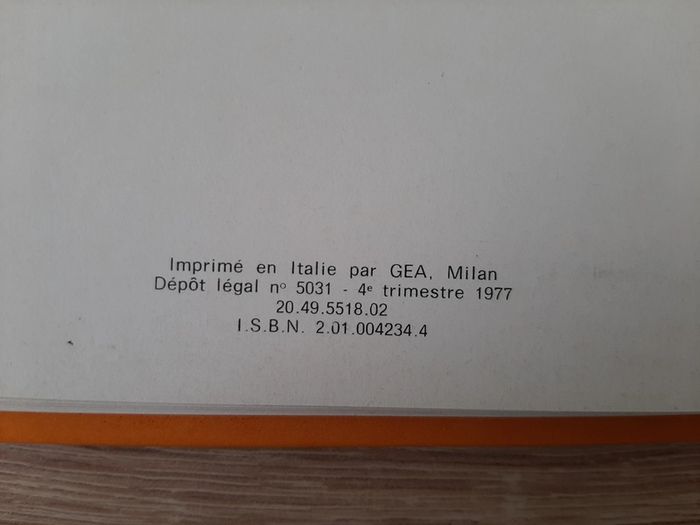 Imprimé en Italie par GEA, Milan
Dépôt légal nº 5031 - 4e trimestre 1977
20.49.5518.02
I.S.B.N. 2.01.004234.4